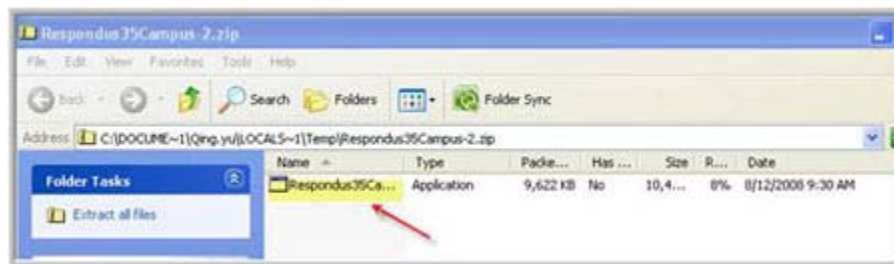 Respondus35Campus-2.zip
File Edit View Favorites Tools Help
Back Search Folders Folder Sync
Address C:\DOCUME~1\Qing.yu\LOCALS~1\Temp\Respondus35Campus-2.zip
Name Type Packe... Has ... Size R... Date
Folder Tasks
Respondus35Ca... Application 9,622 KB No 10,4... 8% 8/12/2008 9:30 AM
Extract all files